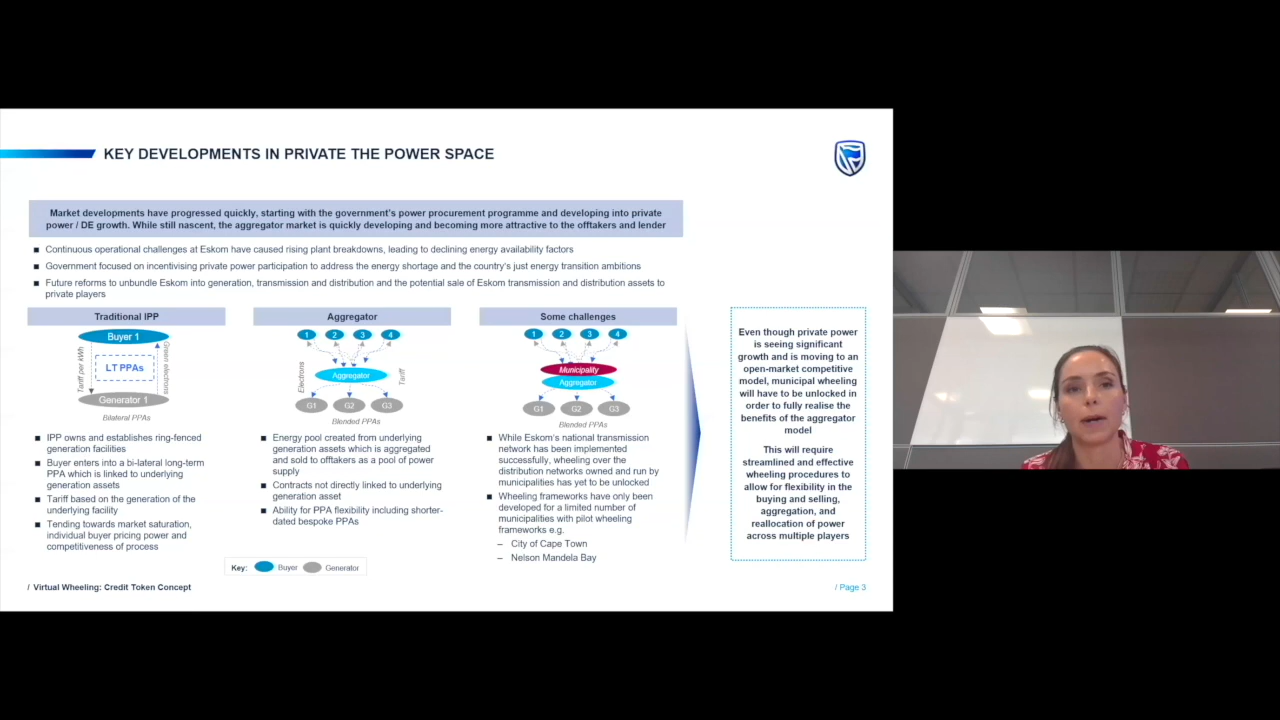 KEY DEVELOPMENTS IN PRIVATE THE POWER SPACE
Market developments have progressed quickly, starting with the government's power procurement programme and developing into private
power / DE growth. While still nascent, the aggregator market is quickly developing and becoming more attractive to the offtakers and lender
■ Continuous operational challenges at Eskom have caused rising plant breakdowns, leading to declining energy availability factors
■ Government focused on incentivising private power participation to address the energy shortage and the country's just energy transition ambitions
■ Future reforms to unbundle Eskom into generation, transmission and distribution and the potential sale of Eskom transmission and distribution assets to
private players
Traditional IPP
Buyer 1
Tariff per kWh
LT PPAs
Green electrons
Generator 1
Bilateral PPAs
■ IPP owns and establishes ring-fenced
generation facilities
■ Buyer enters into a bi-lateral long-term
PPA which is linked to underlying
generation assets
■ Tariff based on the generation of the
underlying facility
■ Tending towards market saturation,
individual buyer pricing power and
competitiveness of process
Aggregator
1 2 3 4
Electrons
Aggregator
Tariff
G1 G2 G3
Blended PPAs
■ Energy pool created from underlying
generation assets which is aggregated
and sold to offtakers as a pool of power
supply
■ Contracts not directly linked to underlying
generation asset
■ Ability for PPA flexibility including shorter-
dated bespoke PPAs
Some challenges
1 2 3 4
Municipality
Aggregator
G1 G2 G3
Blended PPAs
■ While Eskom's national transmission
network has been implemented
successfully, wheeling over the
distribution networks owned and run by
municipalities has yet to be unlocked
■ Wheeling frameworks have only been
developed for a limited number of
municipalities with pilot wheeling
frameworks e.g.
– City of Cape Town
– Nelson Mandela Bay
Even though private power
is seeing significant
growth and is moving to an
open-market competitive
model, municipal wheeling
will have to be unlocked in
order to fully realise the
benefits of the aggregator
model
This will require
streamlined and effective
wheeling procedures to
allow for flexibility in the
buying and selling,
aggregation, and
reallocation of power
across multiple players
Key: Buyer Generator
/ Virtual Wheeling: Credit Token Concept
/ Page 3